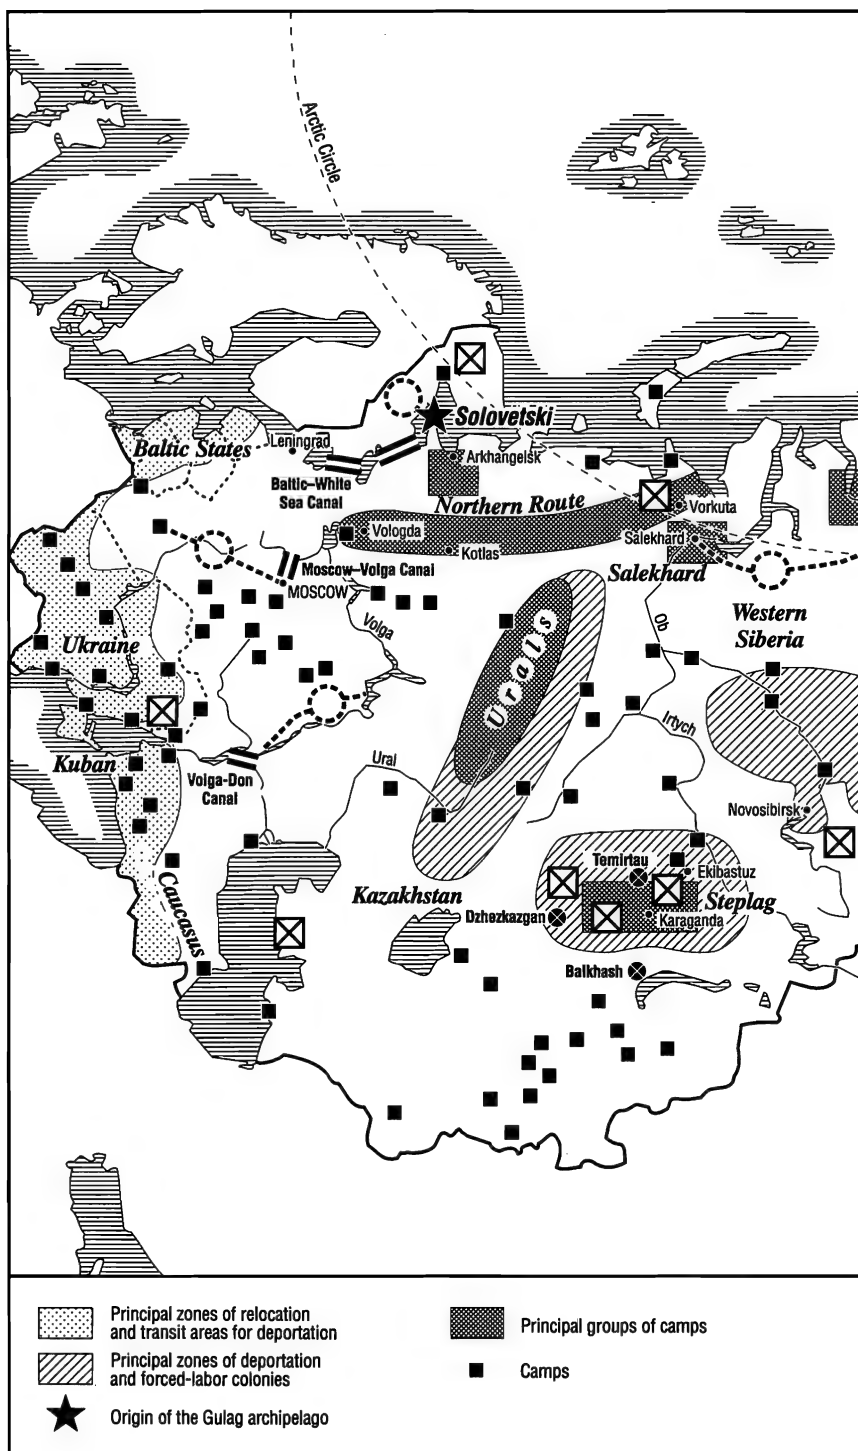 Arctic Circle
Solovetski
Baltic States
Leningrad
Arkhangelsk
Baltic–White
Sea Canal
Northern Route
Vorkuta
Vologda
Salekhard
Kotlas
Moscow–Volga Canal
Salekhard
MOSCOW
Western
Siberia
Volga
Ob
Ukraine
Urals
Irtych
Kuban
Ural
Volga-Don
Canal
Novosibirsk
Temirtau
Ekibastuz
Caucasus
Kazakhstan
Steplag
Dzhezkazgan
Karaganda
Balkhash
Principal zones of relocation
and transit areas for deportation
Principal zones of deportation
and forced-labor colonies
Origin of the Gulag archipelago
Principal groups of camps
Camps